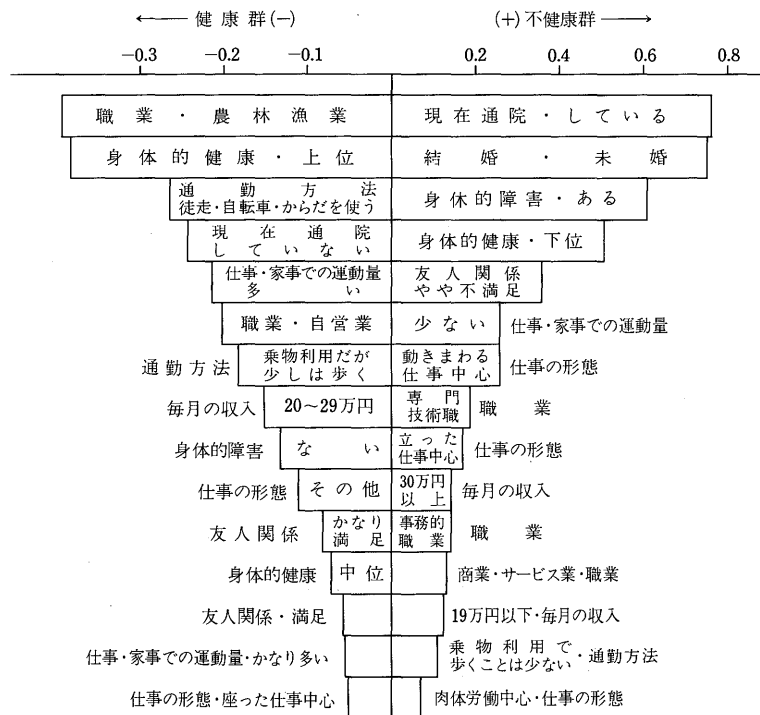 ← 健康群(−) (+)不健康群 →
−0.3 −0.2 −0.1 0.2 0.4 0.6 0.8
職業・農林漁業 現在通院・している
身体的健康・上位 結婚・未婚
通勤方法
徒走・自転車・からだを使う
身休的障害・ある
現在通院
していない
身体的健康・下位
仕事・家事での運動量
多い
友人関係
やや不満足
職業・自営業 少ない 仕事・家事での運動量
通勤方法
乗物利用だが
少しは歩く
動きまわる
仕事中心
仕事の形態
毎月の収入 20〜29万円
専門
技術職
職業
身体的障害 ない
立った
仕事中心
仕事の形態
仕事の形態 その他
30万円
以上
毎月の収入
友人関係
かなり
満足
事務的
職業
職業
身体的健康 中位 商業・サービス業・職業
友人関係・満足 19万円以下・毎月の収入
仕事・家事での運動量・かなり多い
乗物利用で
歩くことは少ない・通勤方法
仕事の形態・座った仕事中心 肉体労働中心・仕事の形態